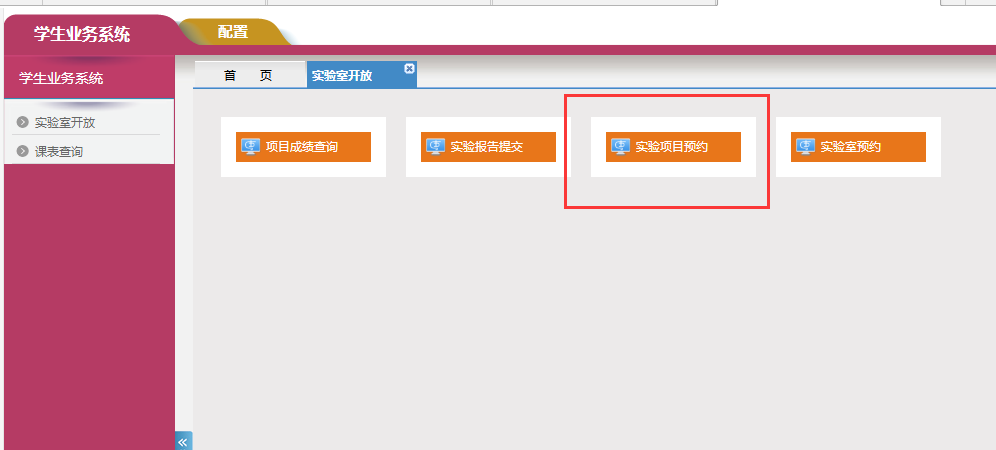 学生业务系统
配置
学生业务系统
首 页
实验室开放
实验室开放
课表查询
项目成绩查询
实验报告提交
实验项目预约
实验室预约